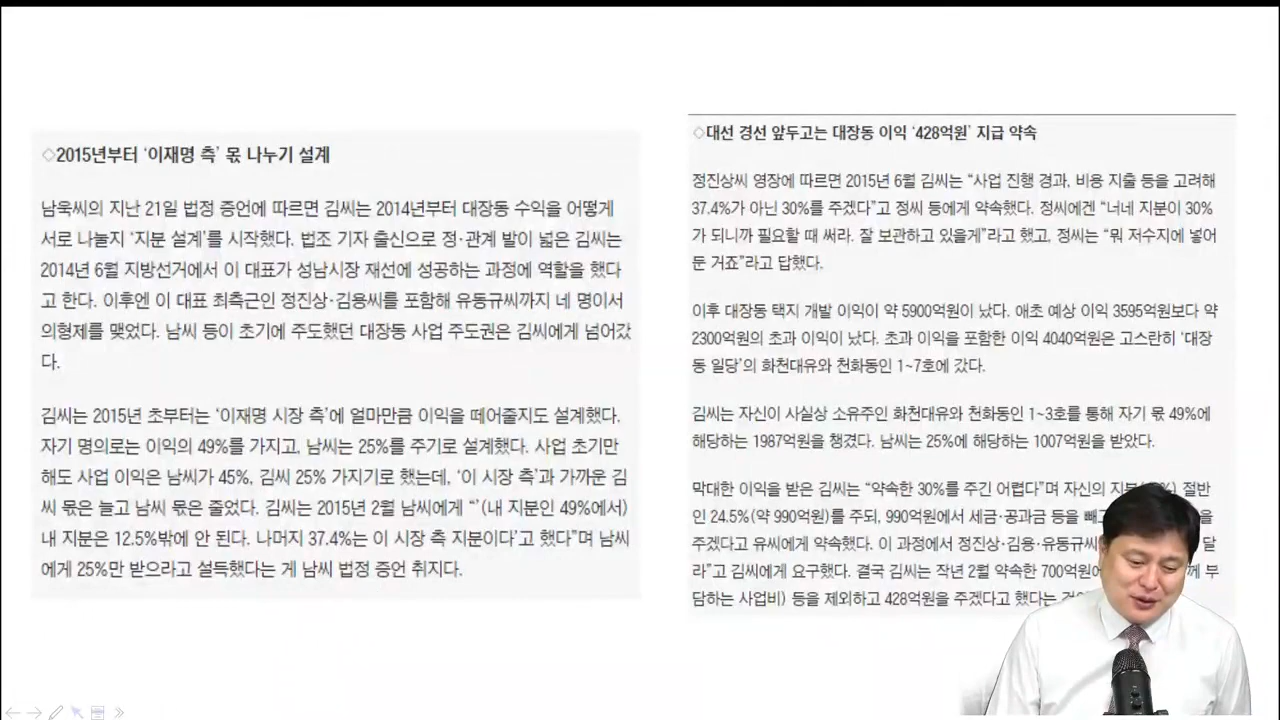 ◇2015년부터 ‘이재명 측’ 몫 나누기 설계
남욱씨의 지난 21일 법정 증언에 따르면 김씨는 2014년부터 대장동 수익을 어떻게
서로 나눌지 ‘지분 설계’를 시작했다. 법조 기자 출신으로 정·관계 발이 넓은 김씨는
2014년 6월 지방선거에서 이 대표가 성남시장 재선에 성공하는 과정에 역할을 했다
고 한다. 이후엔 이 대표 최측근인 정진상·김용씨를 포함해 유동규씨까지 네 명이서
의형제를 맺었다. 남씨 등이 초기에 주도했던 대장동 사업 주도권은 김씨에게 넘어갔
다.
김씨는 2015년 초부터는 ‘이재명 시장 측’에 얼마만큼 이익을 떼어줄지도 설계했다.
자기 명의로는 이익의 49%를 가지고, 남씨는 25%를 주기로 설계했다. 사업 초기만
해도 사업 이익은 남씨가 45%, 김씨 25% 가지기로 했는데, ‘이 시장 측’과 가까운 김
씨 몫은 늘고 남씨 몫은 줄었다. 김씨는 2015년 2월 남씨에게 “’(내 지분인 49%에서)
내 지분은 12.5%밖에 안 된다. 나머지 37.4%는 이 시장 측 지분이다’고 했다”며 남씨
에게 25%만 받으라고 설득했다는 게 남씨 법정 증언 취지다.
◇대선 경선 앞두고는 대장동 이익 ‘428억원’ 지급 약속
정진상씨 영장에 따르면 2015년 6월 김씨는 “사업 진행 경과, 비용 지출 등을 고려해
37.4%가 아닌 30%를 주겠다”고 정씨 등에게 약속했다. 정씨에겐 “너네 지분이 30%
가 되니까 필요할 때 써라. 잘 보관하고 있을게”라고 했고, 정씨는 “뭐 저수지에 넣어
둔 거죠”라고 답했다.
이후 대장동 택지 개발 이익이 약 5900억원이 났다. 애초 예상 이익 3595억원보다 약
2300억원의 초과 이익이 났다. 초과 이익을 포함한 이익 4040억원은 고스란히 ‘대장
동 일당’의 화천대유와 천화동인 1~7호에 갔다.
김씨는 자신이 사실상 소유주인 화천대유와 천화동인 1~3호를 통해 자기 몫 49%에
해당하는 1987억원을 챙겼다. 남씨는 25%에 해당하는 1007억원을 받았다.
막대한 이익을 받은 김씨는 “약속한 30%를 주긴 어렵다”며 자신의 지분 절반
인 24.5%(약 990억원)를 주되, 990억원에서 세금·공과금 등을 을
주겠다고 유씨에게 약속했다. 이 과정에서 정진상·김용·유동규씨 달
라”고 김씨에게 요구했다. 결국 김씨는 작년 2월 약속한 700억원에 께 부
담하는 사업비) 등을 제외하고 428억원을 주겠다고 했다는